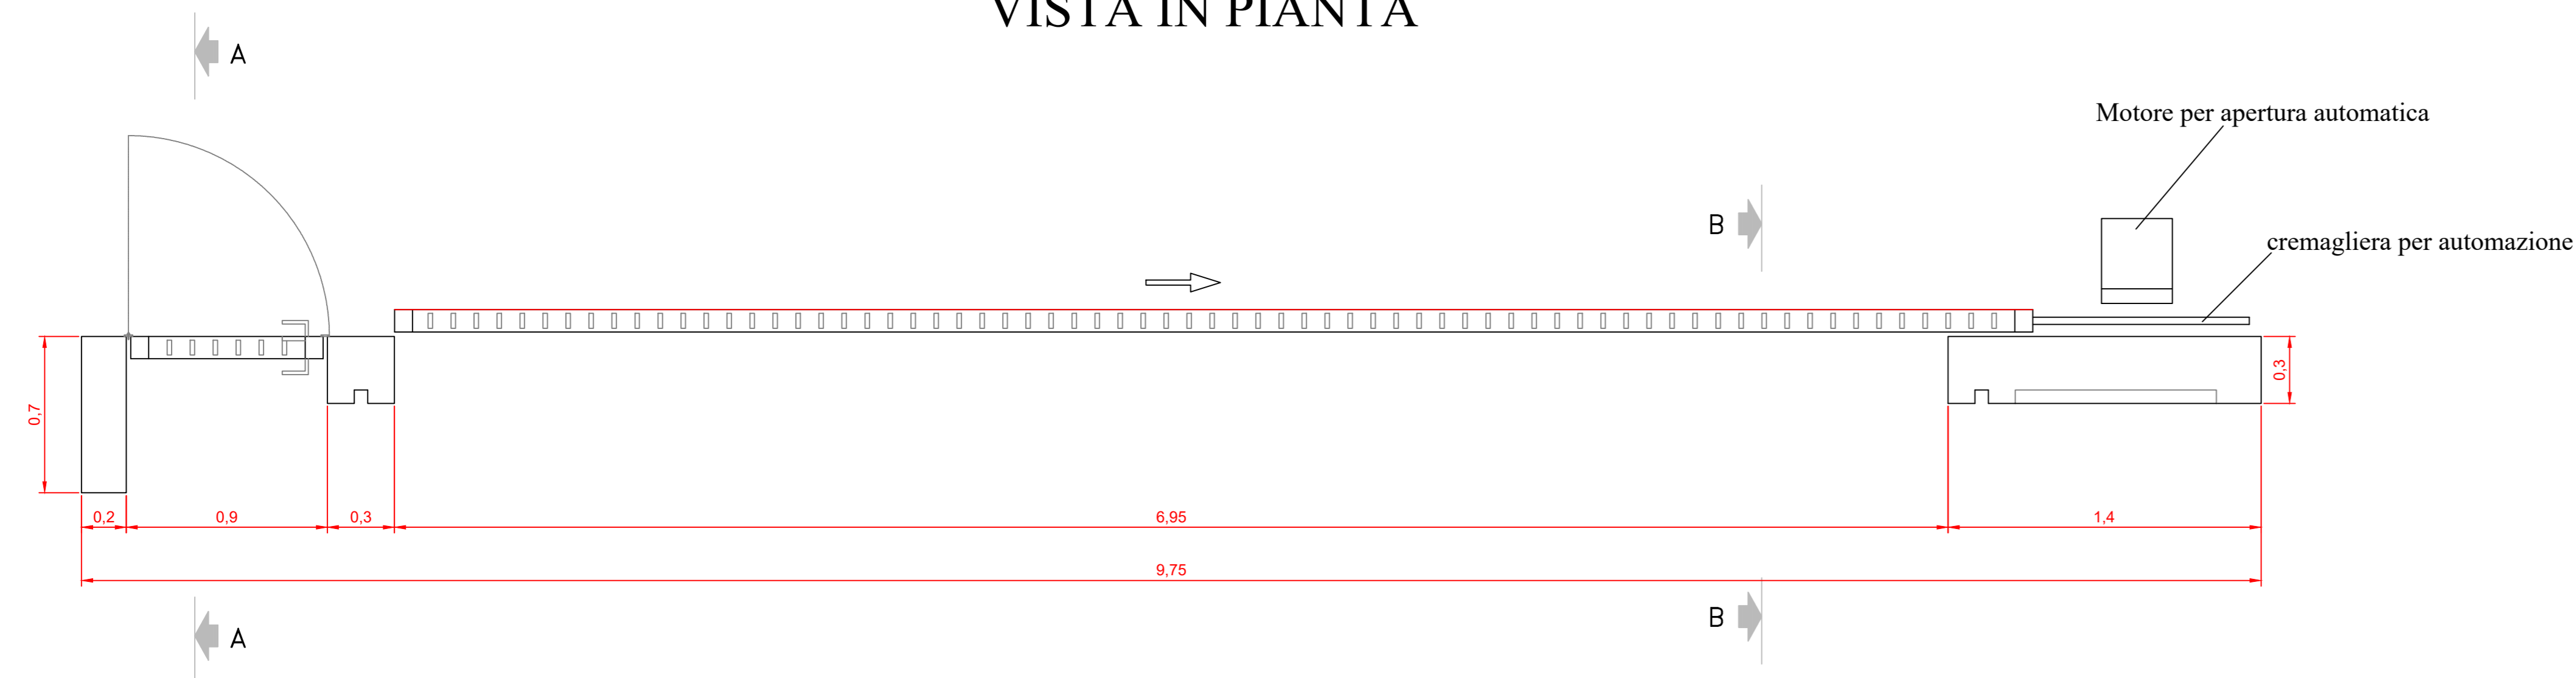 VISTA IN PIANTA
A
Motore per apertura automatica
B
cremagliera per automazione
0,3
0,7
0,2
0,9
0,3
6,95
1,4
9,75
B
A